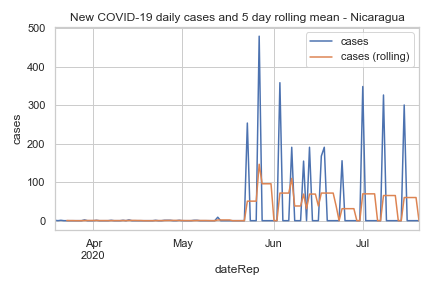 New COVID-19 daily cases and 5 day rolling mean - Nicaragua
cases
cases (rolling)
500
400
300
200
100
0
cases
Apr
2020
May
Jun
Jul
dateRep